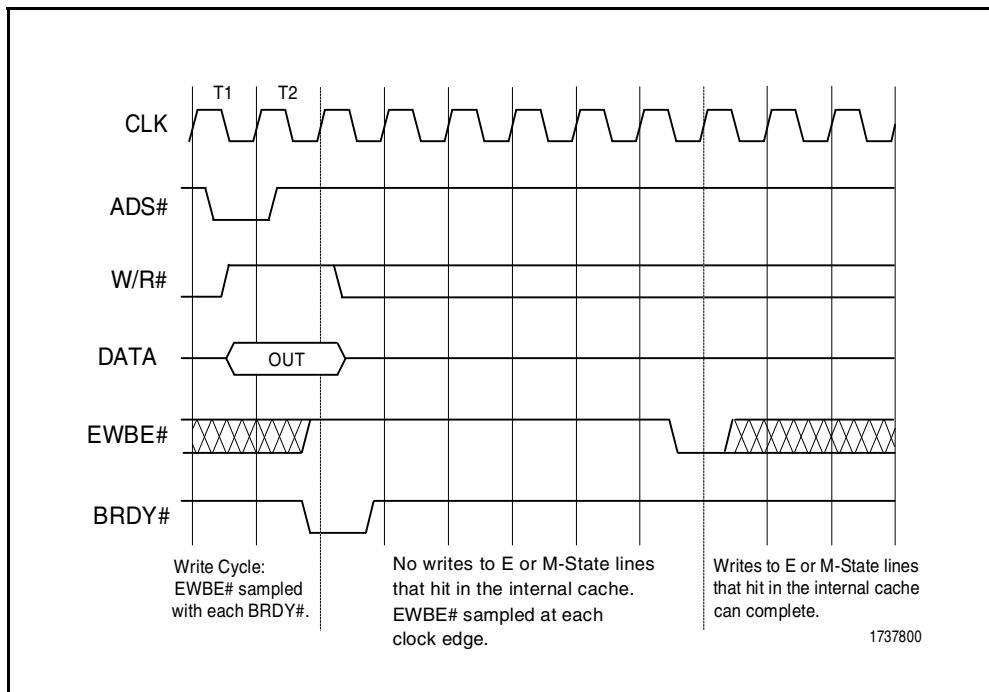 T1 T2
CLK
ADS#
W/R#
DATA OUT
EWBE#
BRDY#
Write Cycle:
EWBE# sampled
with each BRDY#.
No writes to E or M-State lines
that hit in the internal cache.
EWBE# sampled at each
clock edge.
Writes to E or M-State lines
that hit in the internal cache
can complete.
1737800